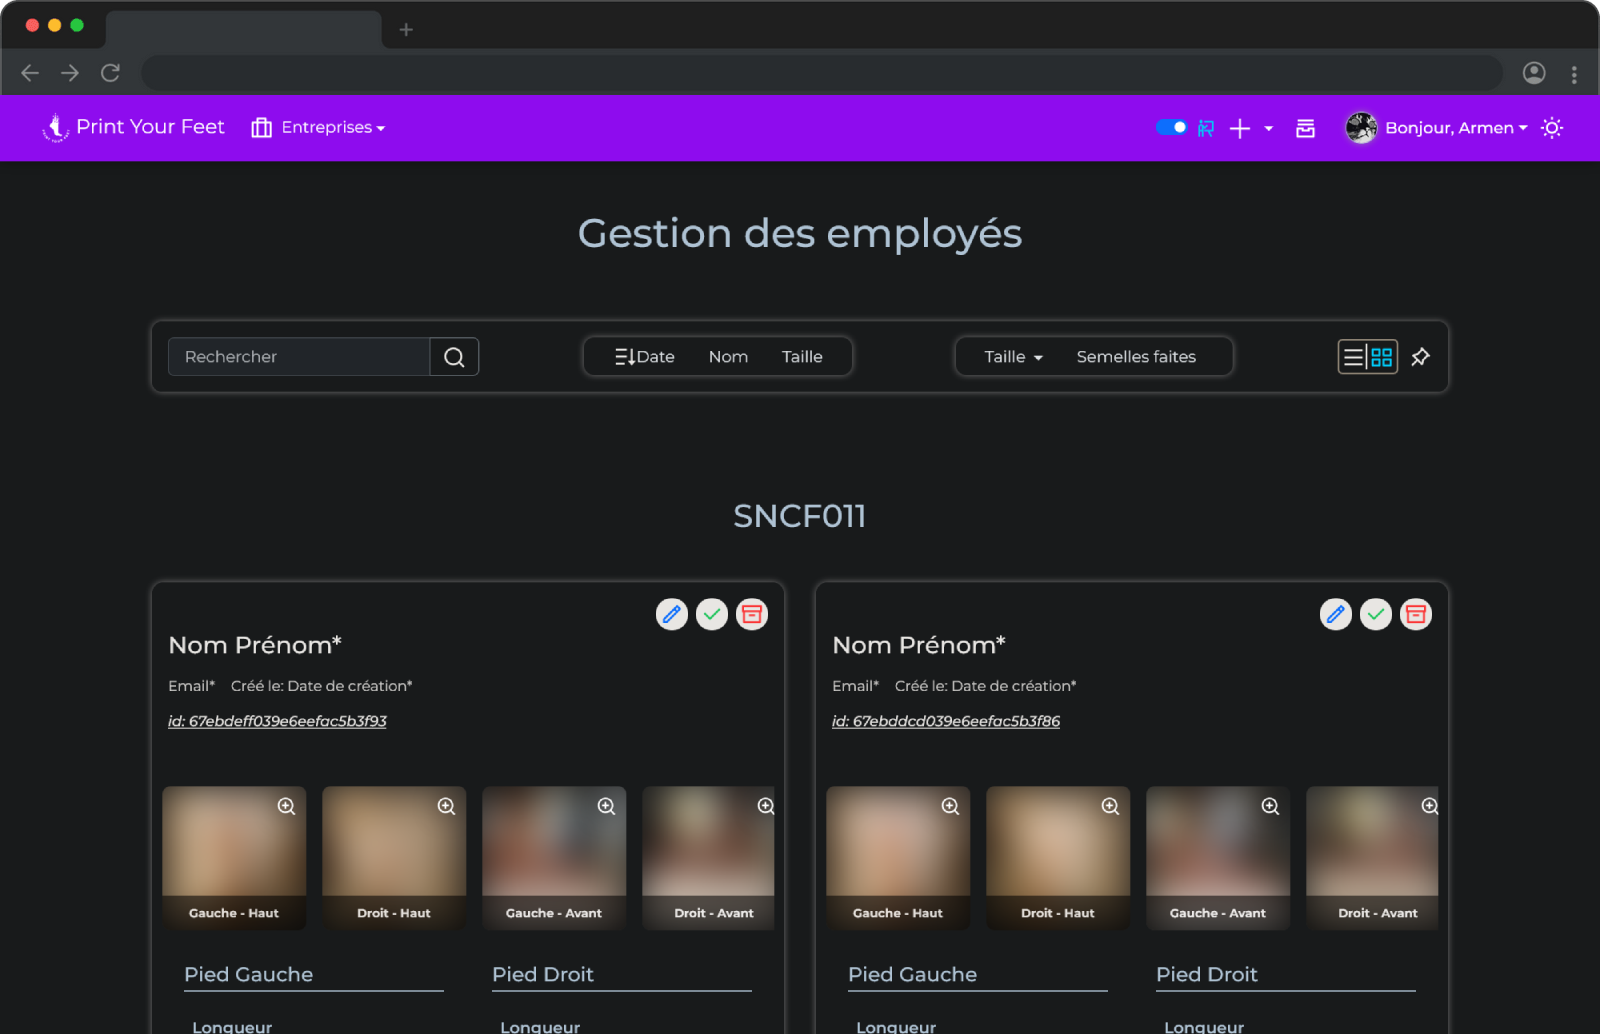 Print Your Feet
Entreprises
Bonjour, Armen
Gestion des employés
Rechercher
Date Nom Taille
Taille Semelles faites
SNCF011
Nom Prénom*
Email* Créé le: Date de création*
id: 67ebdeff039e6eefac5b3f93
Gauche - Haut
Droit - Haut
Gauche - Avant
Droit - Avant
Pied Gauche
Pied Droit
Longueur
Longueur
Nom Prénom*
Email* Créé le: Date de création*
id: 67ebddcd039e6eefac5b3f86
Gauche - Haut
Droit - Haut
Gauche - Avant
Droit - Avant
Pied Gauche
Pied Droit
Longueur
Longueur